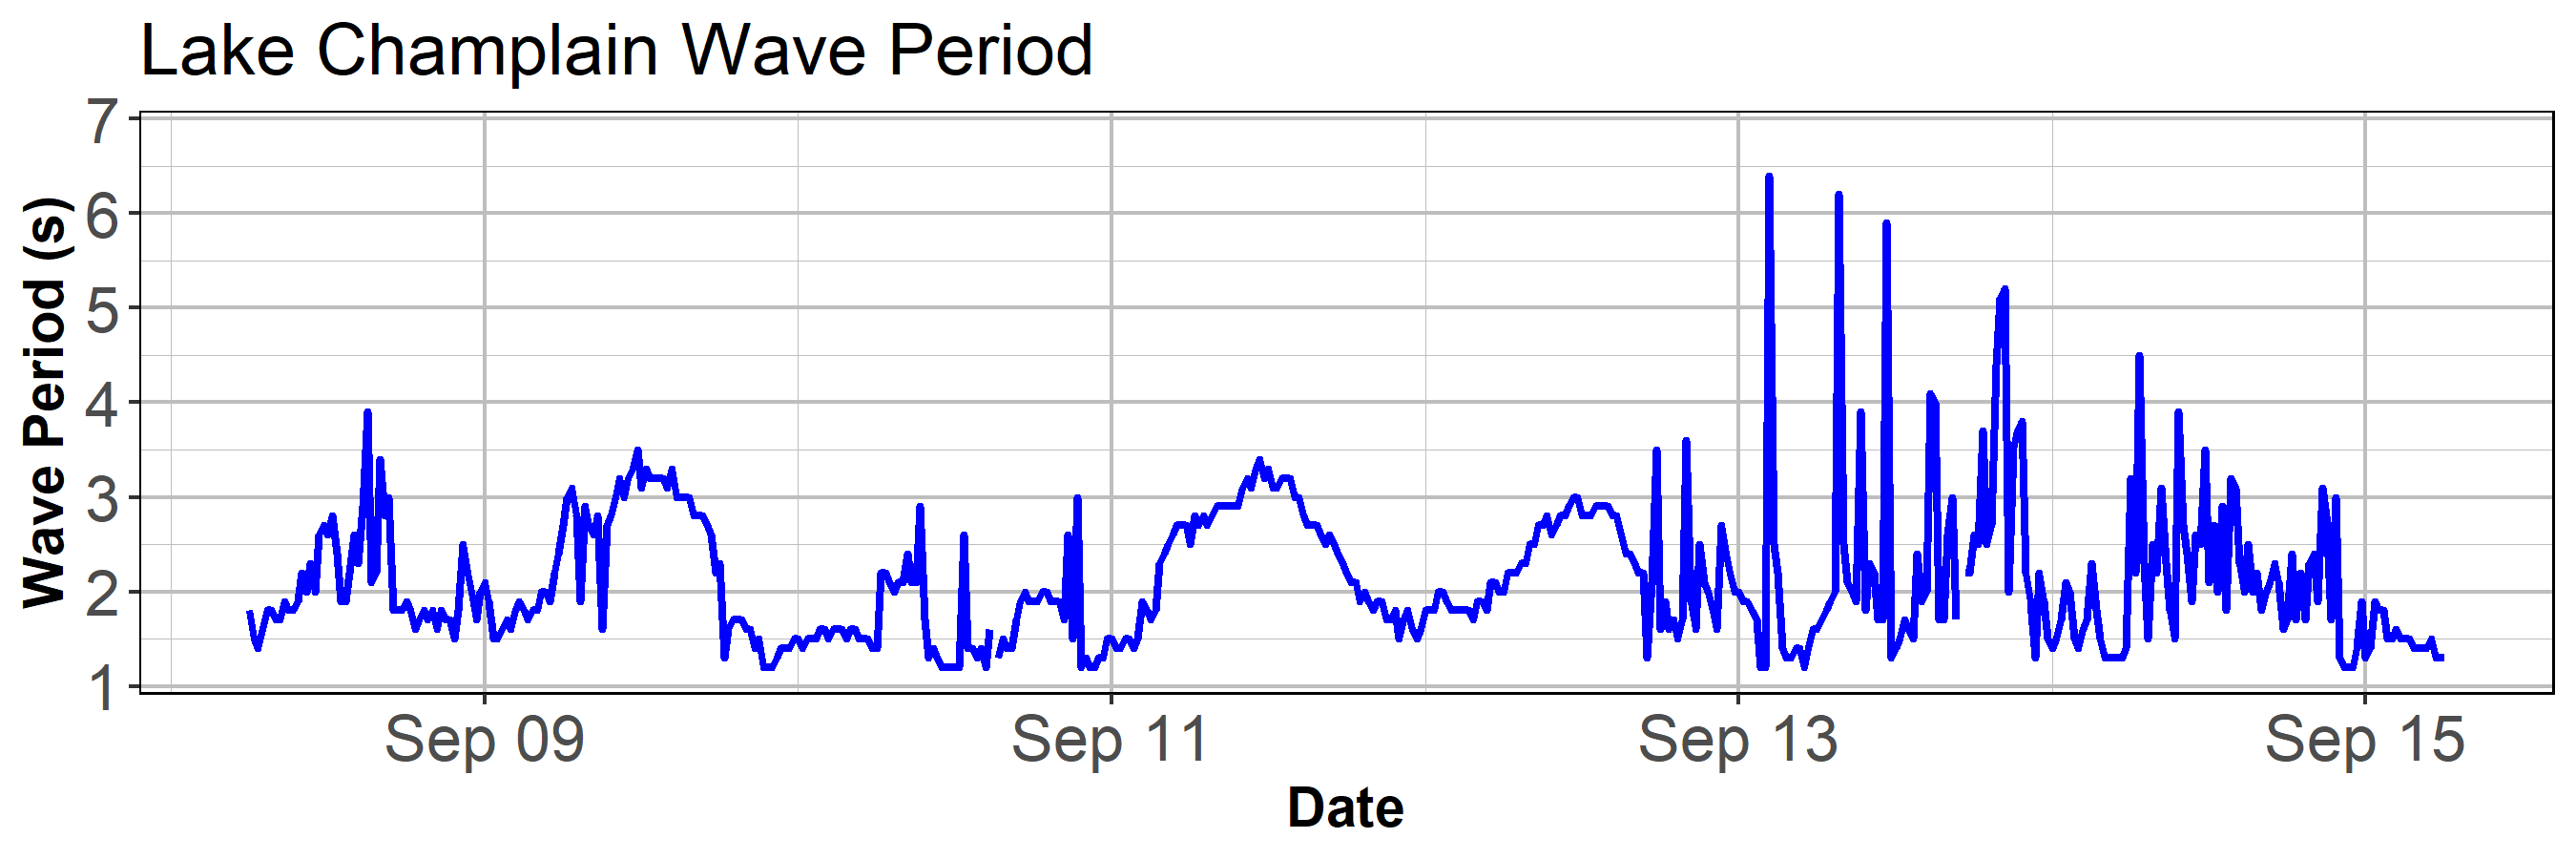 Lake Champlain Wave Period
Wave Period (s)
7
6
5
4
3
2
1
Sep 09
Sep 11
Sep 13
Sep 15
Date